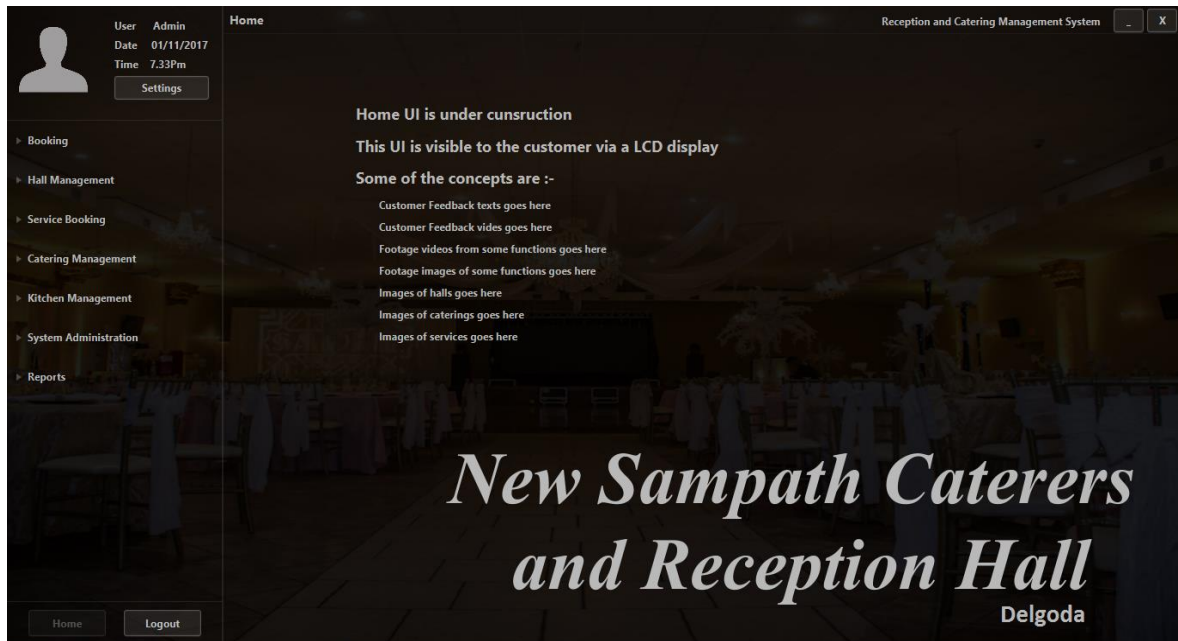 User Admin
Date 01/11/2017
Time 7.33Pm
Settings
Booking
Hall Management
Service Booking
Catering Management
Kitchen Management
System Administration
Reports
Home
Logout
Home
Reception and Catering Management System
_
X
Home UI is under cunsruction
This UI is visible to the customer via a LCD display
Some of the concepts are :-
Customer Feedback texts goes here
Customer Feedback vides goes here
Footage videos from some functions goes here
Footage images of some functions goes here
Images of halls goes here
Images of caterings goes here
Images of services goes here
New Sampath Caterers
and Reception Hall
Delgoda